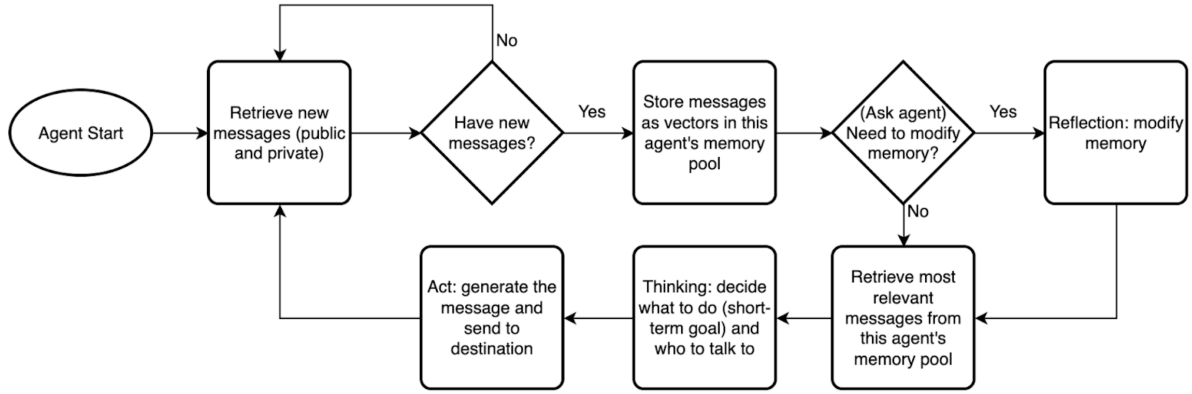 No
Agent Start
Retrieve new
messages (public
and private)
Have new
messages?
Yes
Store messages
as vectors in this
agent's memory
pool
(Ask agent)
Need to modify
memory?
Yes
Reflection: modify
memory
No
Act: generate the
message and
send to
destination
Thinking: decide
what to do (short-
term goal) and
who to talk to
Retrieve most
relevant
messages from
this agent's
memory pool